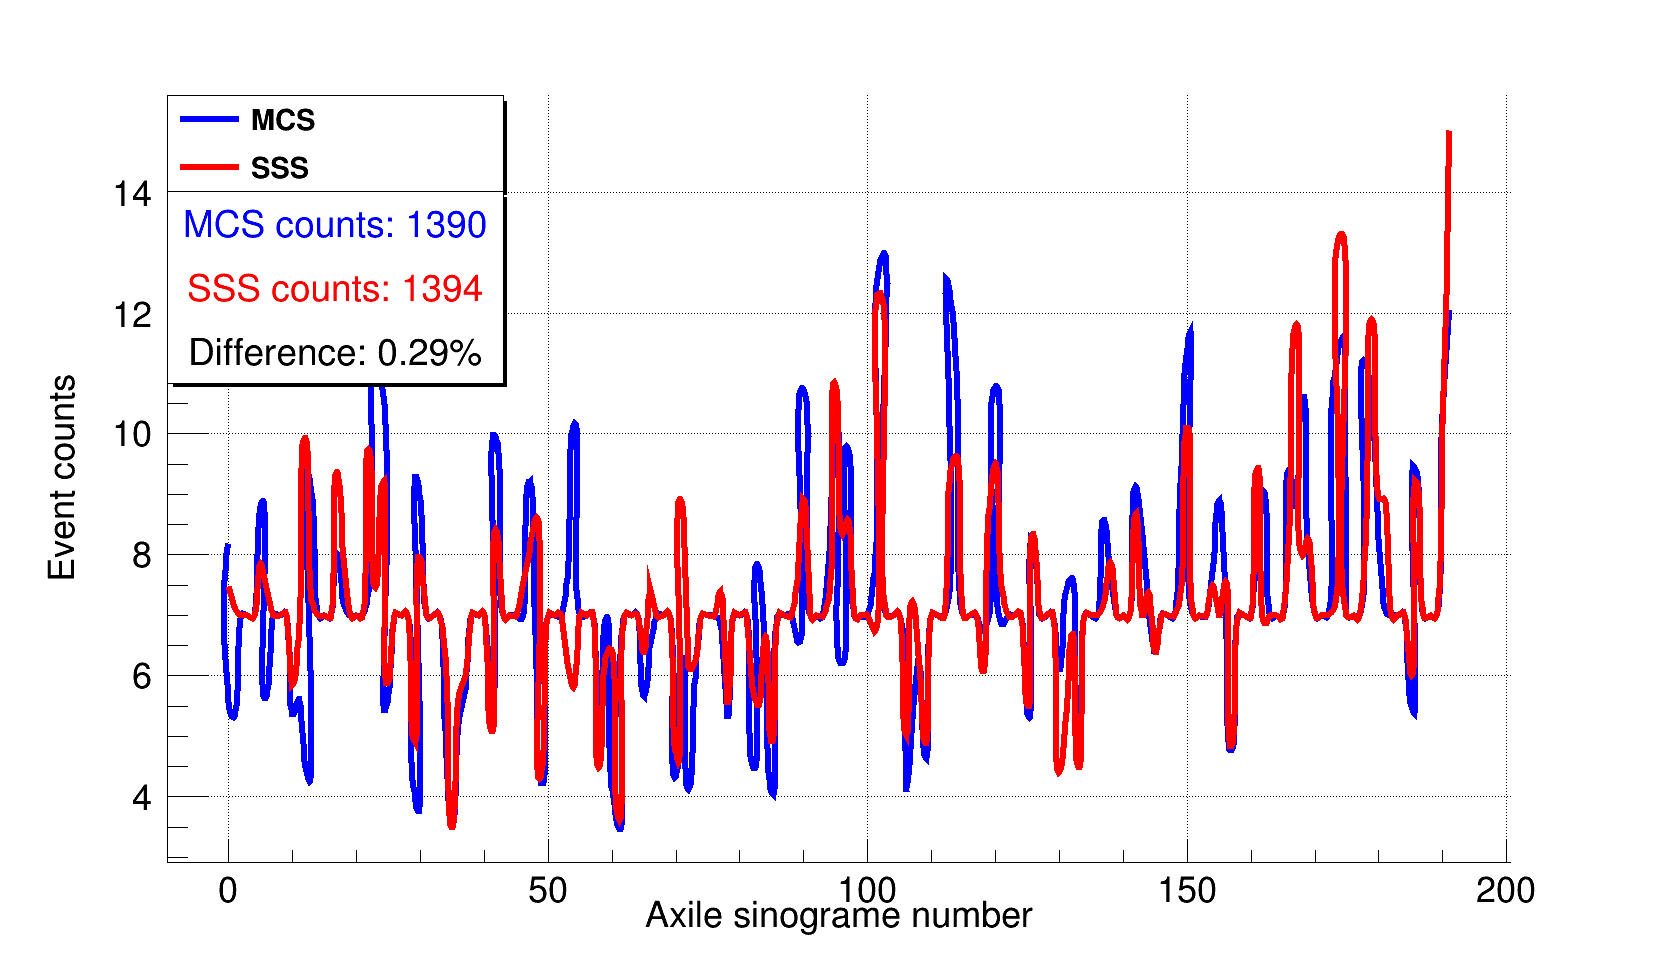 MCS
SSS
MCS counts: 1390
SSS counts: 1394
Difference: 0.29%
Event counts
14
12
10
8
6
4
0 50 100 150 200
Axile sinograme number